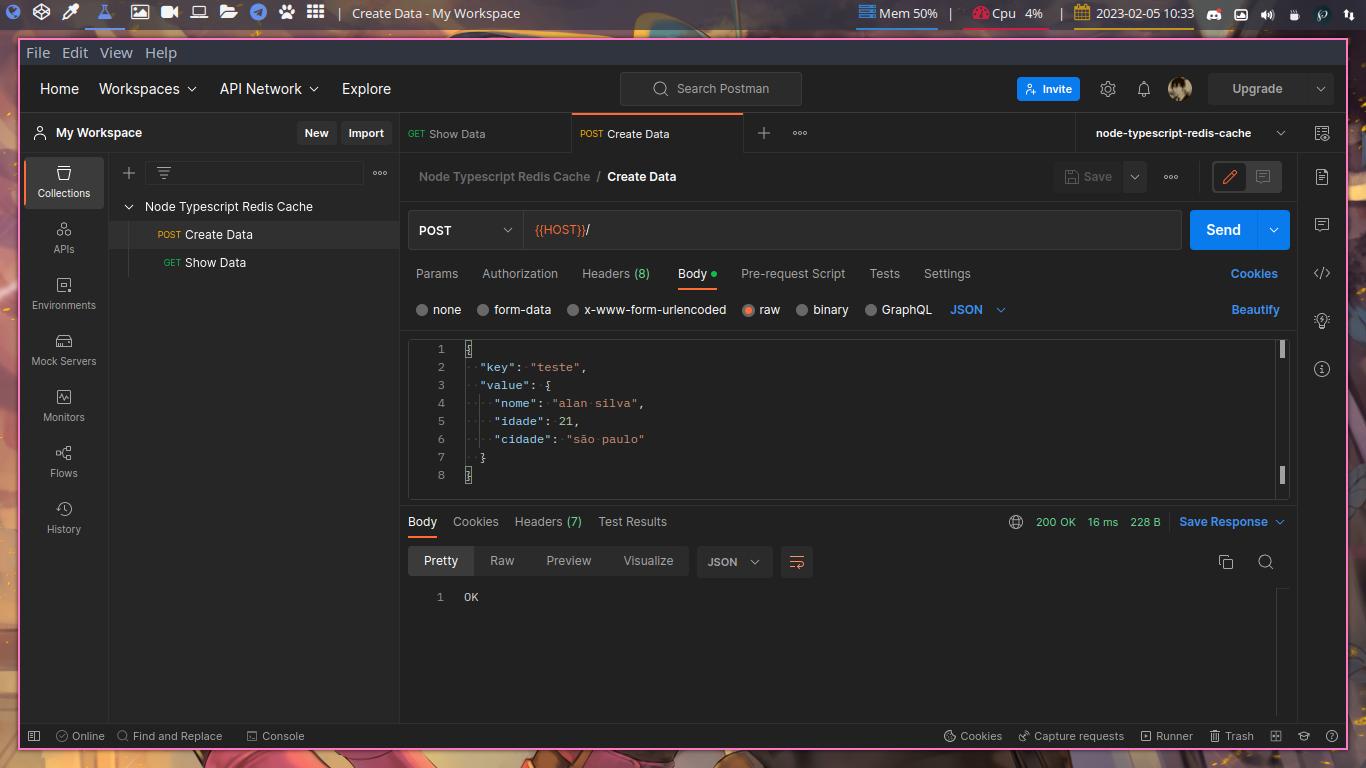 Create Data - My Workspace Mem 50% | Cpu 4% | 2023-02-05 10:33
File Edit View Help
Home Workspaces API Network Explore Search Postman Invite Upgrade
My Workspace New Import GET Show Data POST Create Data node-typescript-redis-cache
Collections
APIs
Environments
Mock Servers
Monitors
Flows
History
Node Typescript Redis Cache
POST Create Data
GET Show Data
Node Typescript Redis Cache / Create Data Save
POST {{HOST}}/ Send
Params Authorization Headers (8) Body Pre-request Script Tests Settings Cookies
none form-data x-www-form-urlencoded raw binary GraphQL JSON Beautify
1 {
2 "key": "teste",
3 "value": {
4 "nome": "alan silva",
5 "idade": 21,
6 "cidade": "são paulo"
7 }
8 }
Body Cookies Headers (7) Test Results 200 OK 16 ms 228 B Save Response
Pretty Raw Preview Visualize JSON
1 OK
Online Find and Replace Console Cookies Capture requests Runner Trash